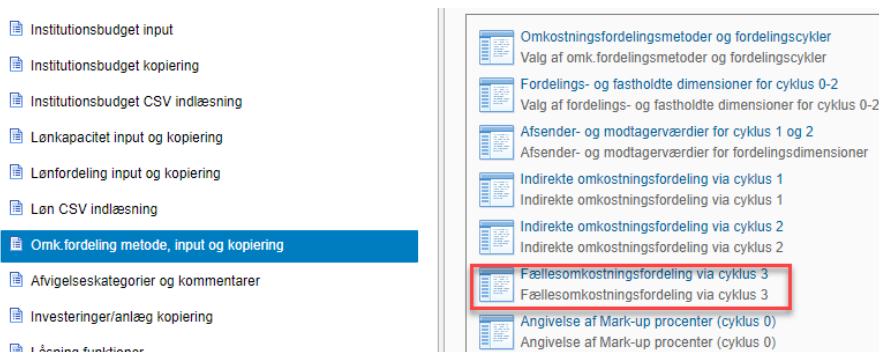 Institutionsbudget input
Institutionsbudget kopiering
Institutionsbudget CSV indlæsning
Lønkapacitet input og kopiering
Lønfordeling input og kopiering
Løn CSV indlæsning
Omk.fordeling metode, input og kopiering
Afvigelseskategorier og kommentarer
Investeringer/anlæg kopiering
Låsning funktioner
Omkostningsfordelingsmetoder og fordelingscykler
Valg af omk.fordelingsmetoder og fordelingscykler
Fordelings- og fastholdte dimensioner for cyklus 0-2
Valg af fordelings- og fastholdte dimensioner for cyklus 0-2
Afsender- og modtagerværdier for cyklus 1 og 2
Afsender- og modtagerværdier for fordelingsdimensioner
Indirekte omkostningsfordeling via cyklus 1
Indirekte omkostningsfordeling via cyklus 1
Indirekte omkostningsfordeling via cyklus 2
Indirekte omkostningsfordeling via cyklus 2
Fællesomkostningsfordeling via cyklus 3
Fællesomkostningsfordeling via cyklus 3
Angivelse af Mark-up procenter (cyklus 0)
Angivelse af Mark-up procenter (cyklus 0)